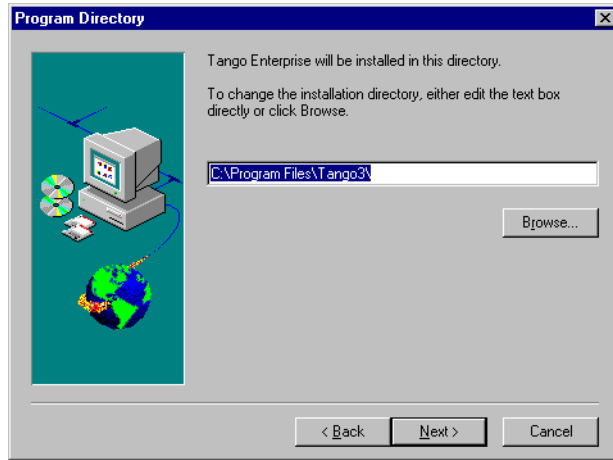 Program Directory
Tango Enterprise will be installed in this directory.
To change the installation directory, either edit the text box
directly or click Browse.
C:\Program Files\Tango3\
Browse...
< Back
Next >
Cancel